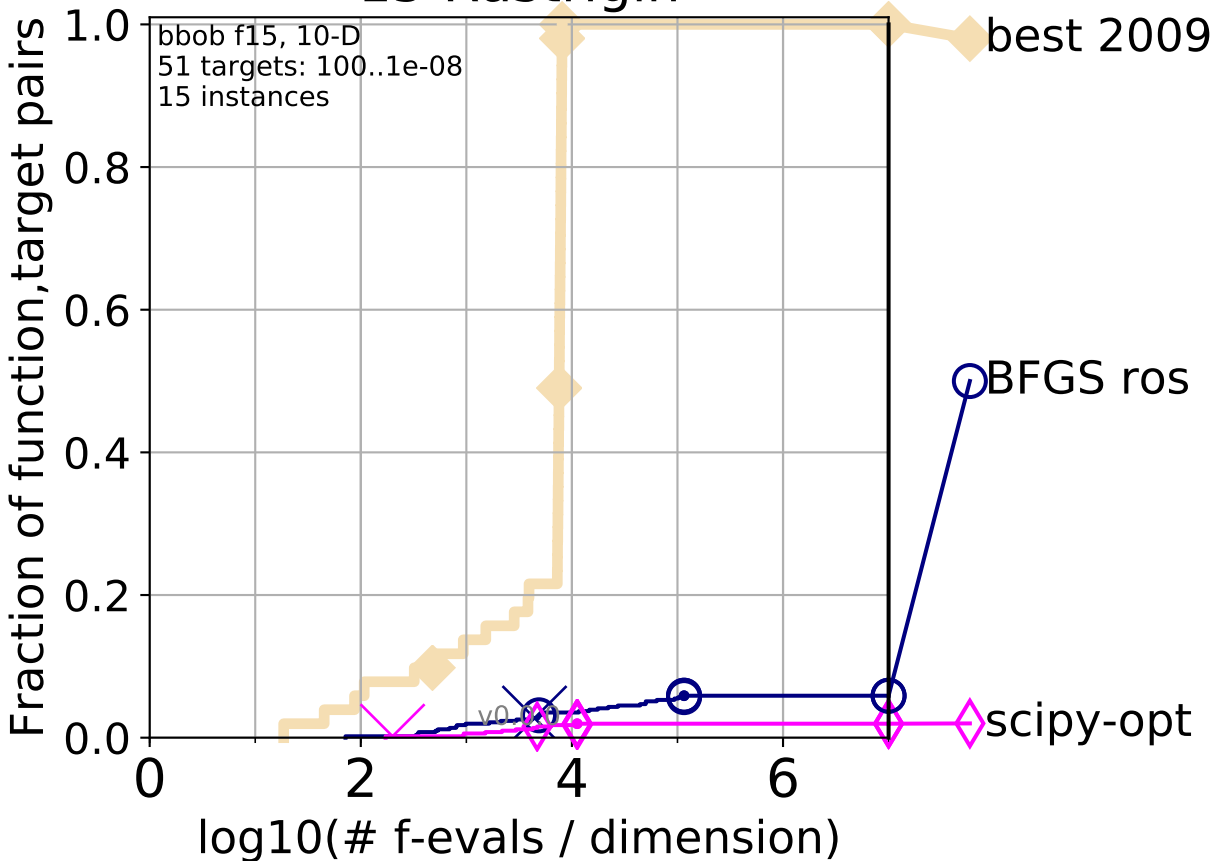 15 Rastrigin
bbob f15, 10-D
51 targets: 100..1e-08
15 instances
Fraction of function,target pairs
1.0
0.8
0.6
0.4
0.2
0.0
0
2
4
6
log10(# f-evals / dimension)
best 2009
BFGS ros
scipy-opt